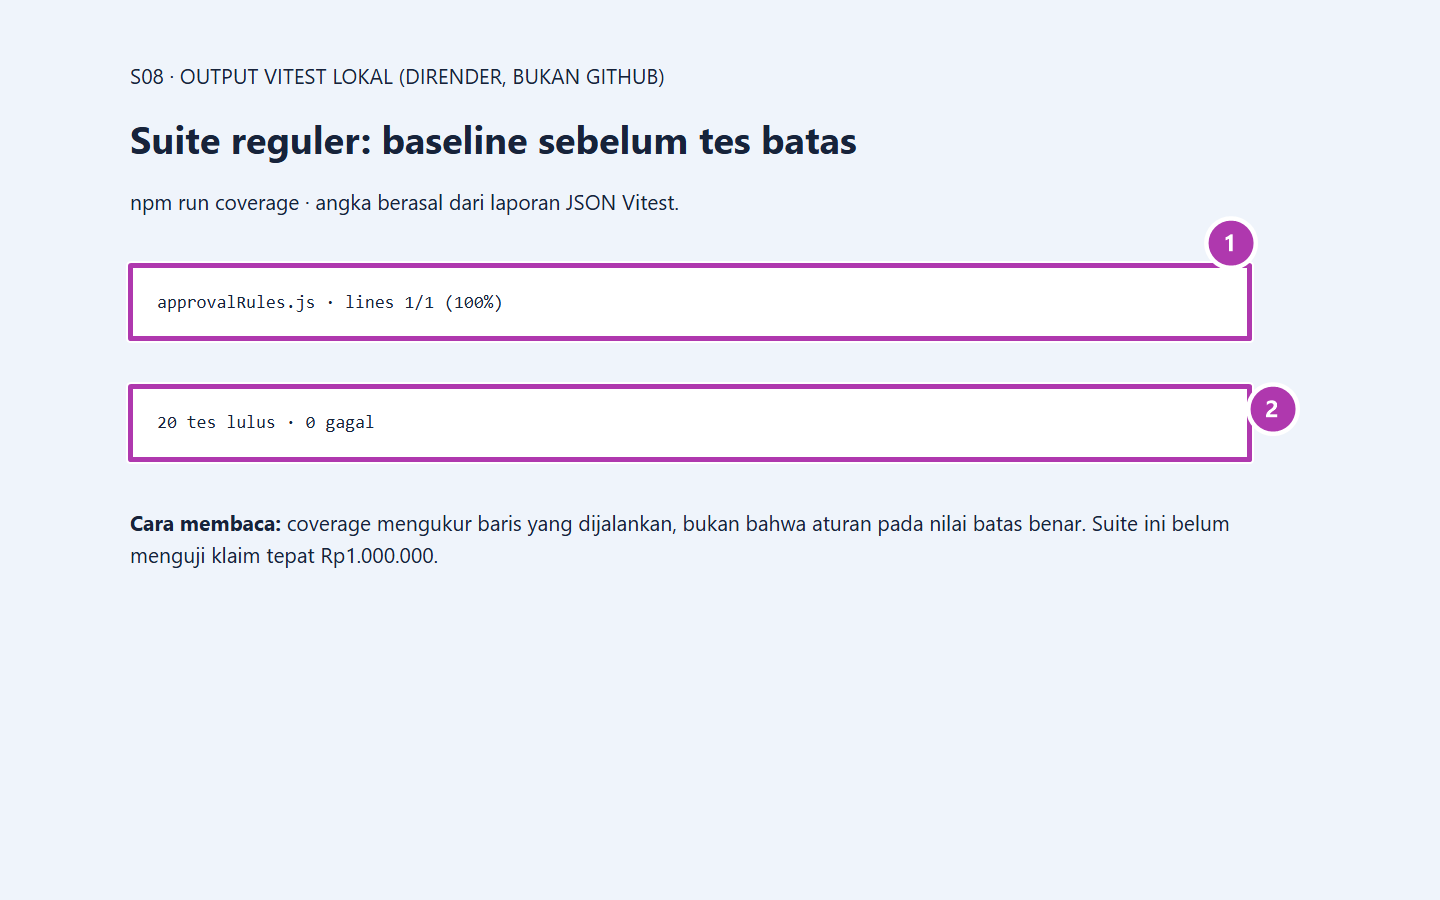 S08 · OUTPUT VITEST LOKAL (DIRENDER, BUKAN GITHUB)
Suite reguler: baseline sebelum tes batas
npm run coverage · angka berasal dari laporan JSON Vitest.
1
approvalRules.js · lines 1/1 (100%)
2
20 tes lulus · 0 gagal
Cara membaca: coverage mengukur baris yang dijalankan, bukan bahwa aturan pada nilai batas benar. Suite ini belum
menguji klaim tepat Rp1.000.000.